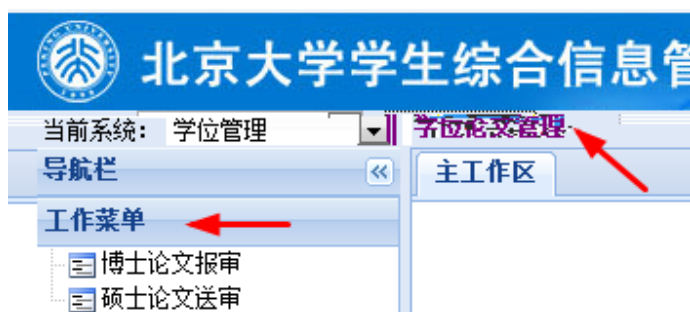 北京大学学生综合信息管
当前系统： 学位管理 学位论文管理
导航栏 主工作区
工作菜单
博士论文报审
硕士论文送审